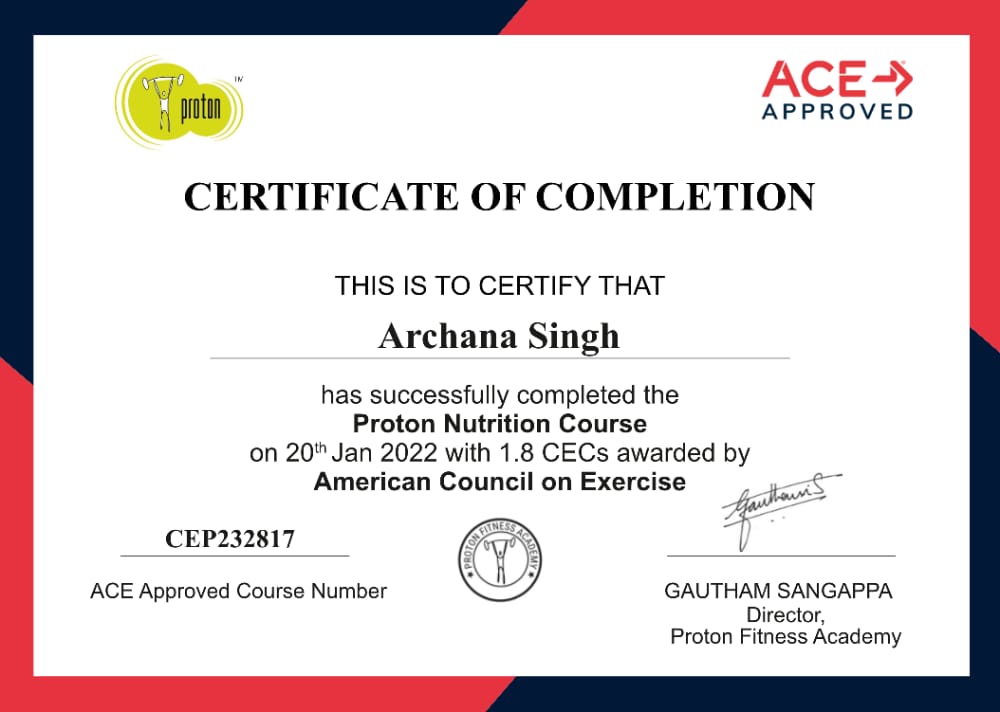 proton
TM
ACE
APPROVED
CERTIFICATE OF COMPLETION
THIS IS TO CERTIFY THAT
Archana Singh
has successfully completed the
Proton Nutrition Course
on 20th Jan 2022 with 1.8 CECs awarded by
American Council on Exercise
Gautham S
CEP232817
PROTON FITNESS ACADEMY
ACE Approved Course Number
GAUTHAM SANGAPPA
Director,
Proton Fitness Academy